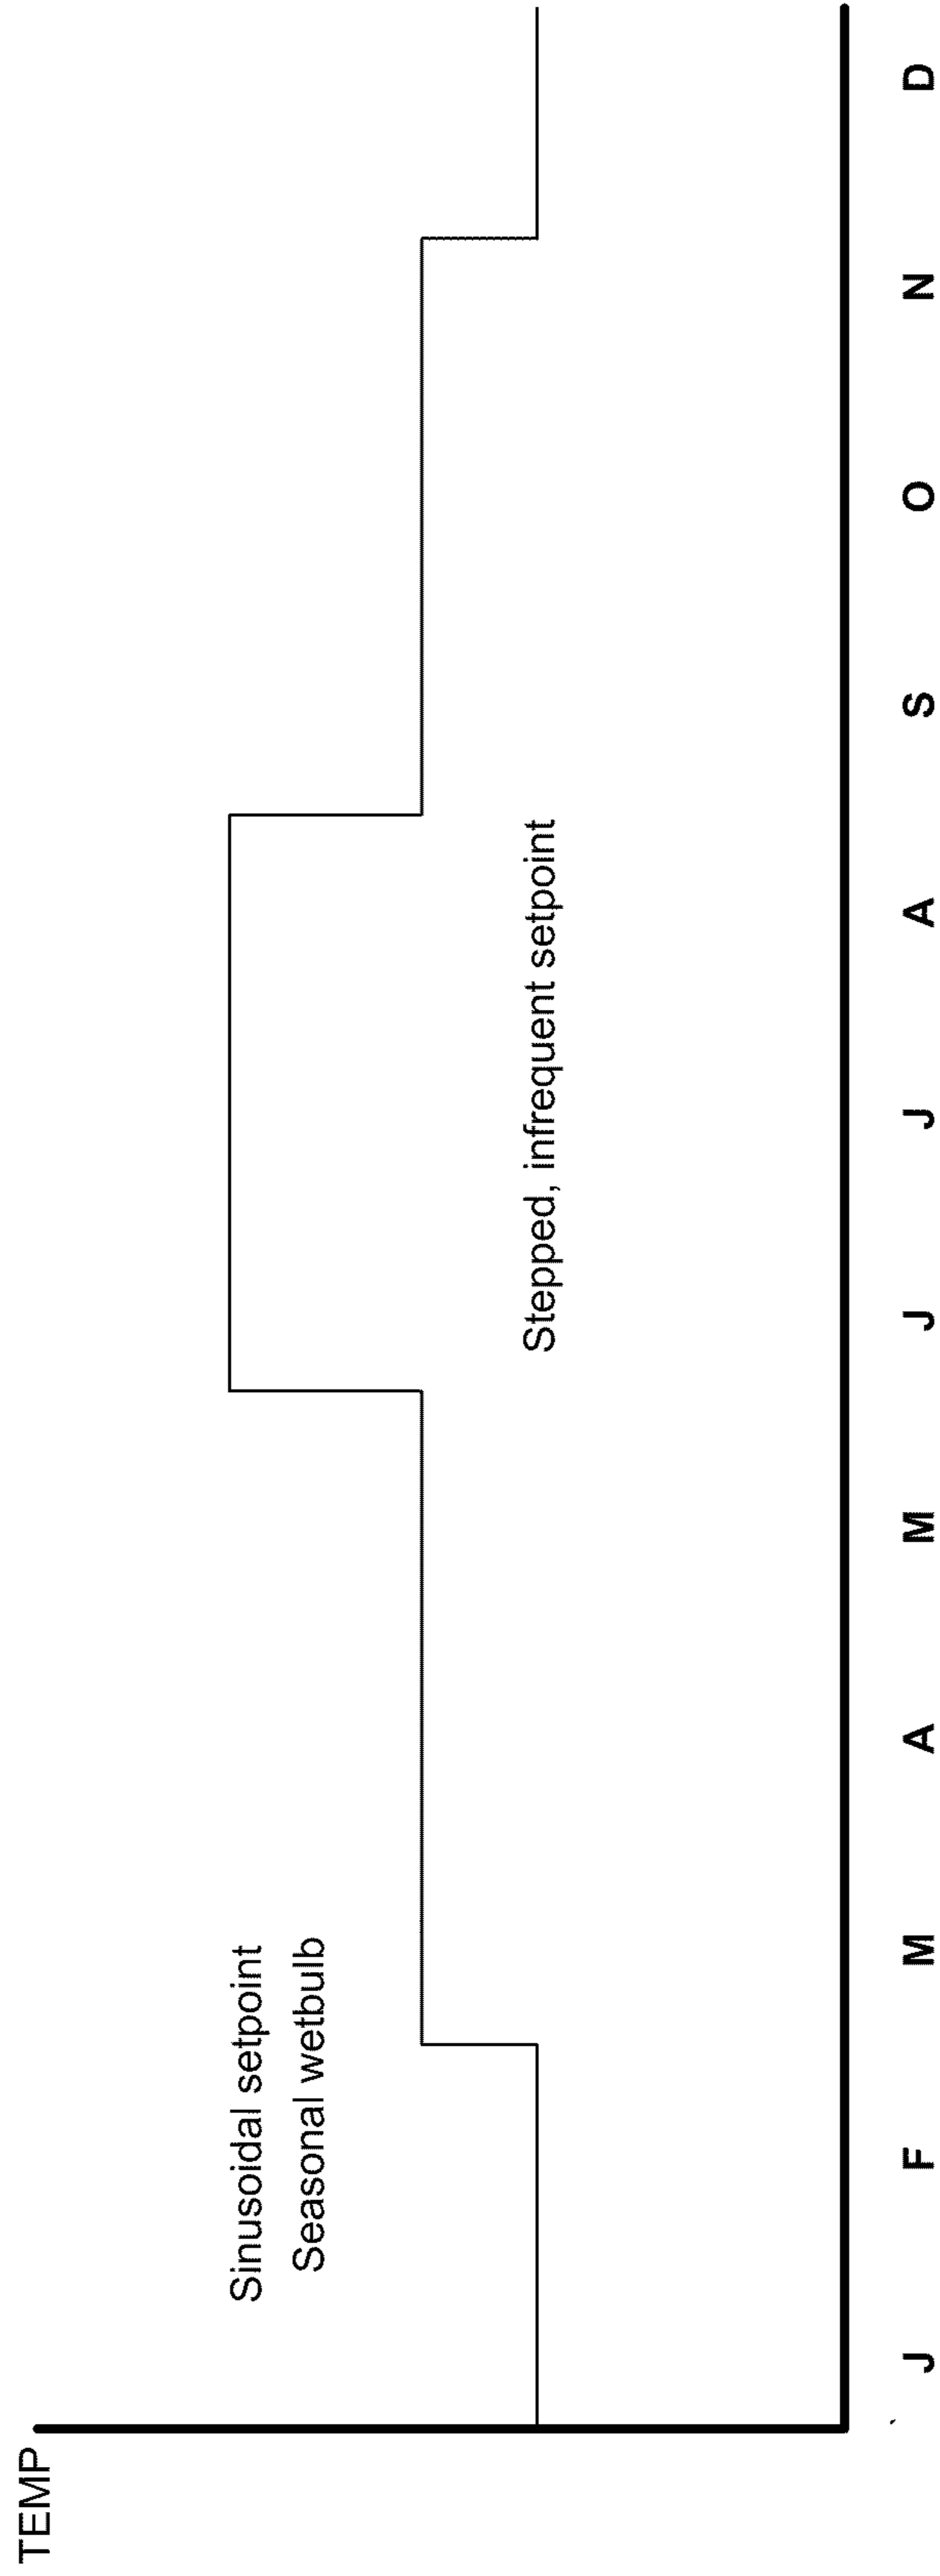 TEMP
Sinusoidal setpoint
Seasonal wetbulb
Stepped, infrequent setpoint
J F M A M J J A S O N D